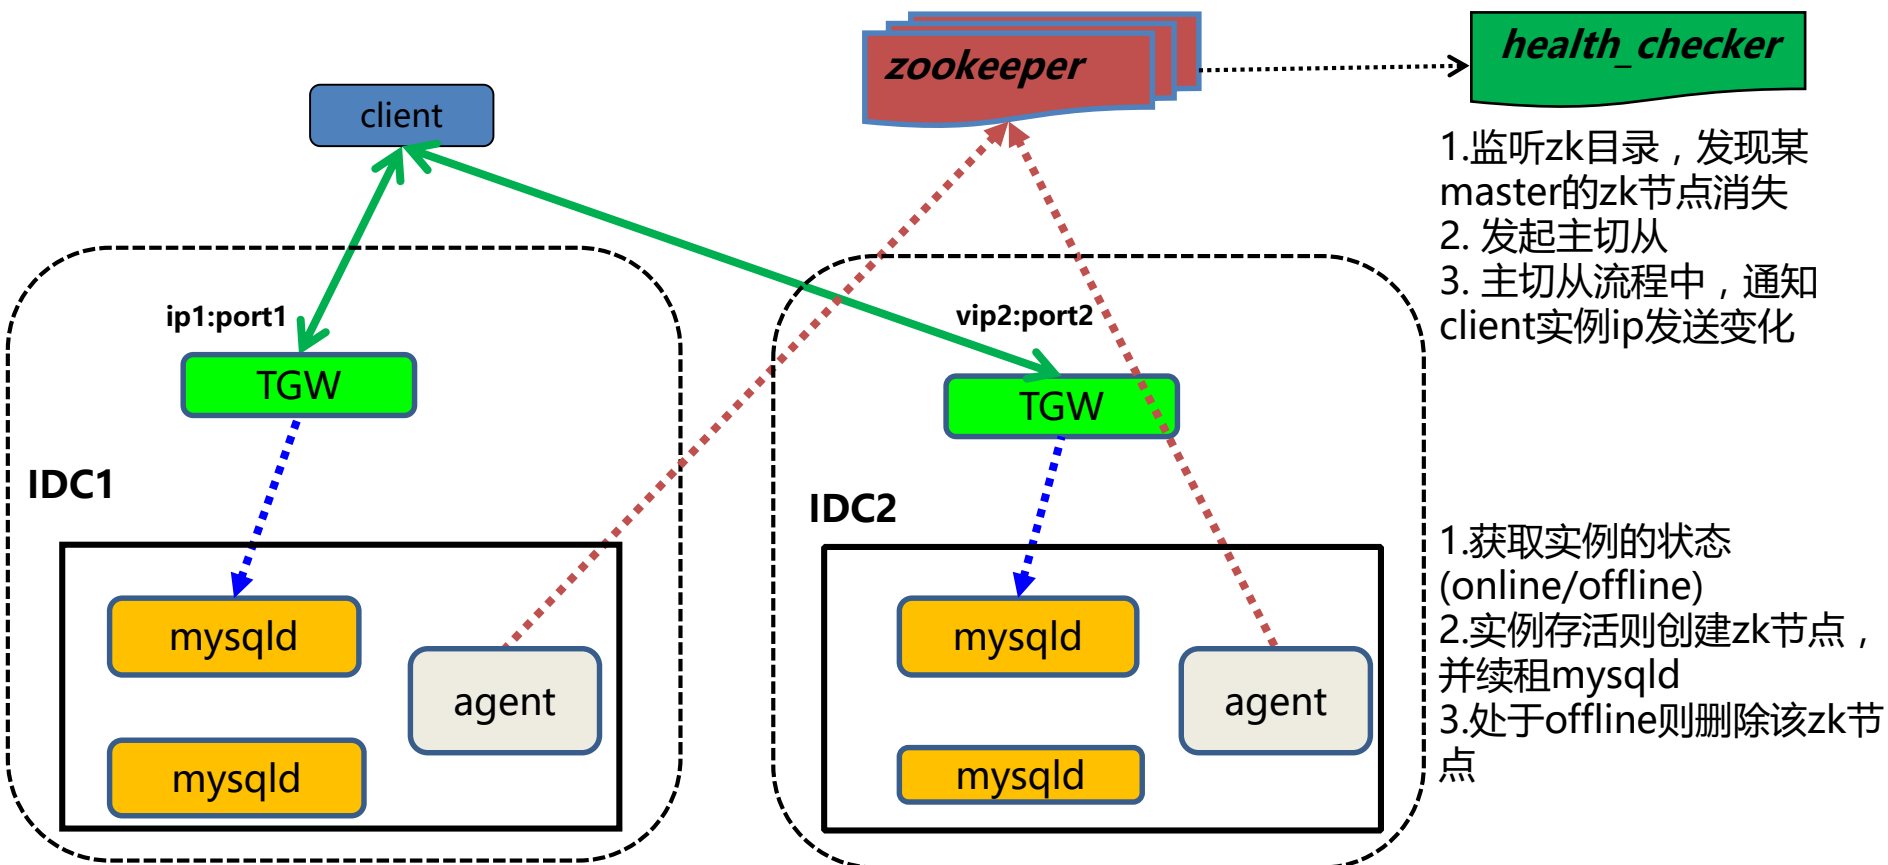 zookeeper
health_checker
client
1.监听zk目录，发现某
master的zk节点消失
2. 发起主切从
3. 主切从流程中，通知
client实例ip发送变化
ip1:port1
vip2:port2
TGW
TGW
IDC1
IDC2
1.获取实例的状态
(online/offline)
2.实例存活则创建zk节点，
并续租mysqld
3.处于offline则删除该zk节
点
mysqld
agent
mysqld
mysqld
agent
mysqld